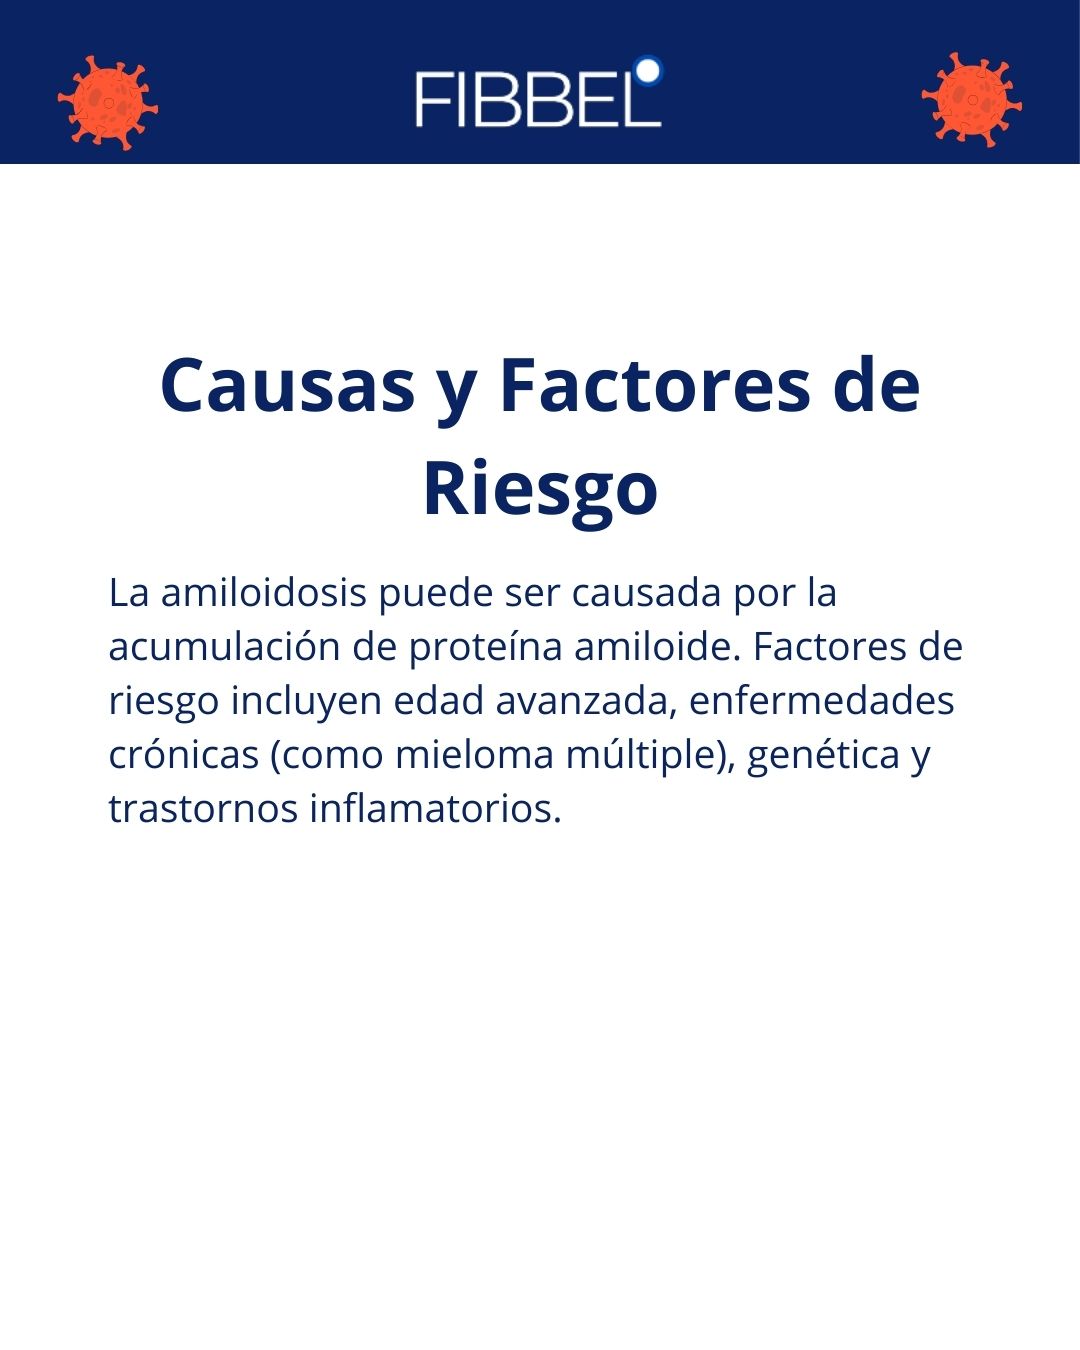 FIBBEL
Causas y Factores de
Riesgo
La amiloidosis puede ser causada por la
acumulación de proteína amiloide. Factores de
riesgo incluyen edad avanzada, enfermedades
crónicas (como mieloma múltiple), genética y
trastornos inflamatorios.